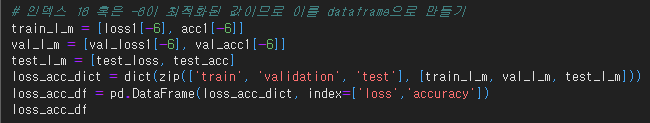 # 인덱스 16 혹은 -6이 최적화된 값이므로 이를 dataframe으로 만들기
train_l_m = [loss1[-6], acc1[-6]]
val_l_m = [val_loss1[-6], val_acc1[-6]]
test_l_m = [test_loss, test_acc]
loss_acc_dict = dict(zip(['train', 'validation', 'test'], [train_l_m, val_l_m, test_l_m]))
loss_acc_df = pd.DataFrame(loss_acc_dict, index=['loss','accuracy'])
loss_acc_df